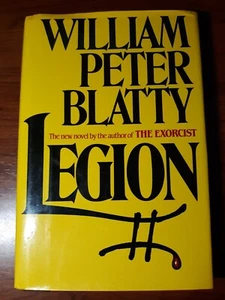 WILLIAM
PETER
BLATTY
The new novel by the author of THE EXORCIST
LEGION